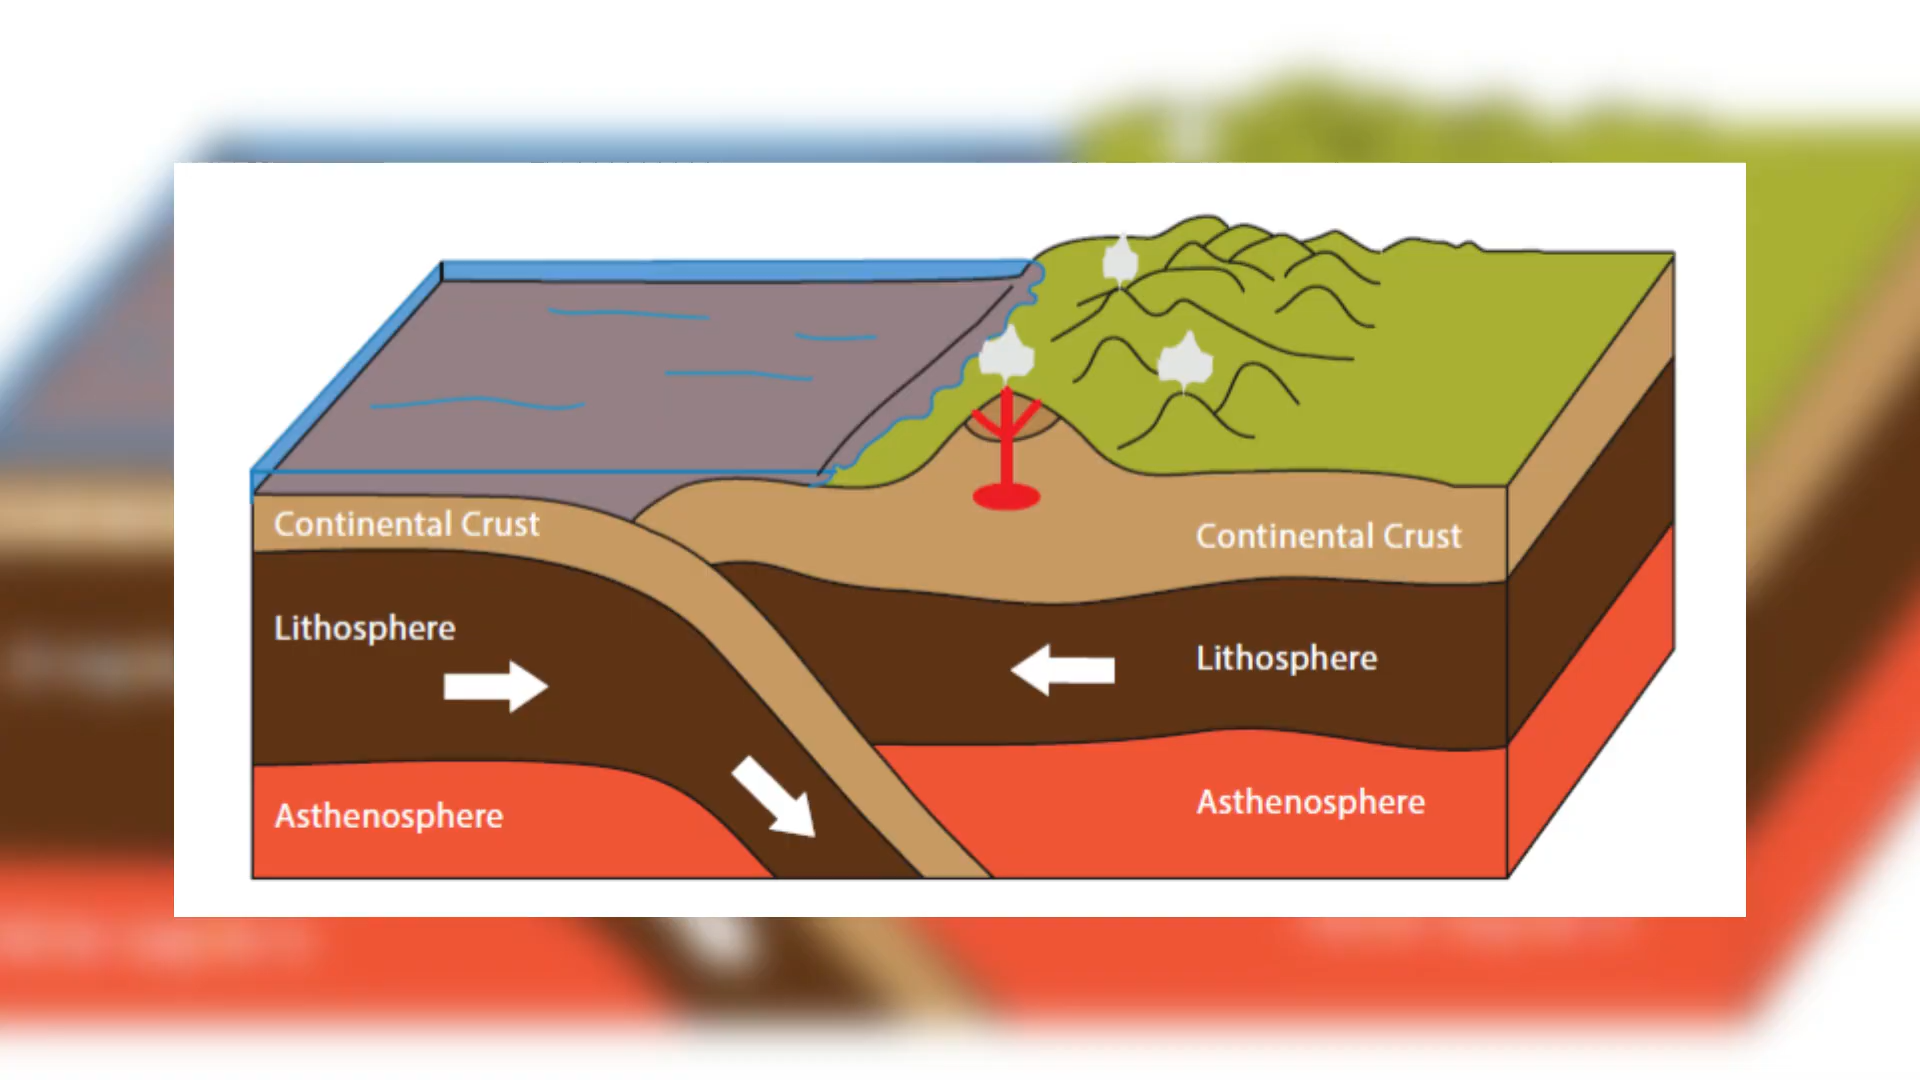 Continental Crust
Continental Crust
Lithosphere
Lithosphere
Asthenosphere
Asthenosphere